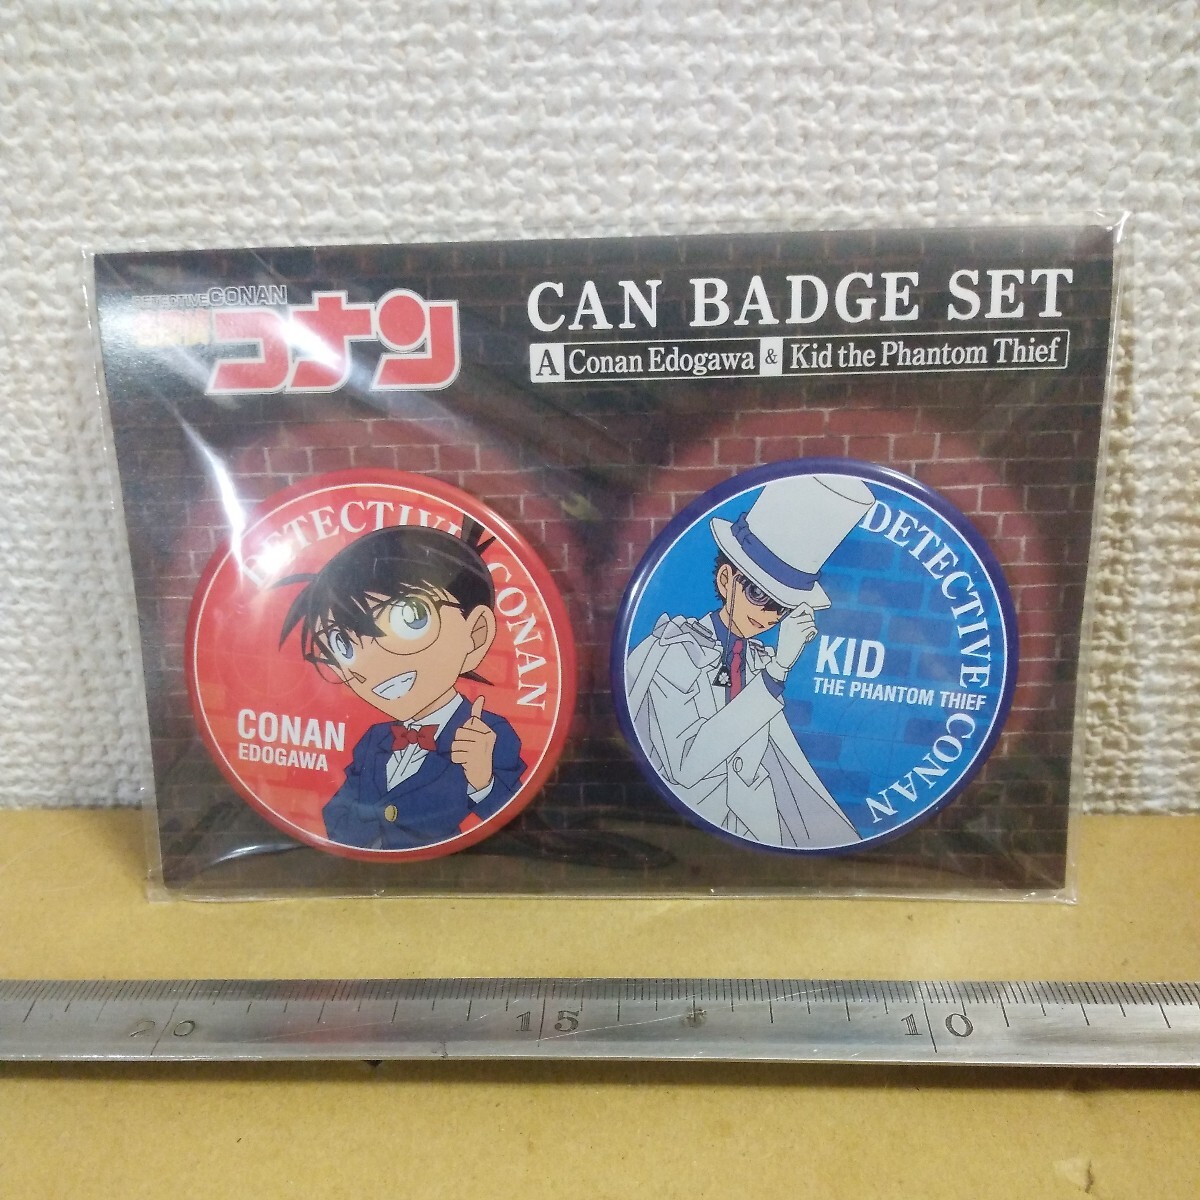 DETECTIVE CONAN
名探偵コナン
CAN BADGE SET
A Conan Edogawa & Kid the Phantom Thief
DETECTIVE CONAN
CONAN
EDOGAWA
DETECTIVE CONAN
KID
THE PHANTOM THIEF
20 15 10